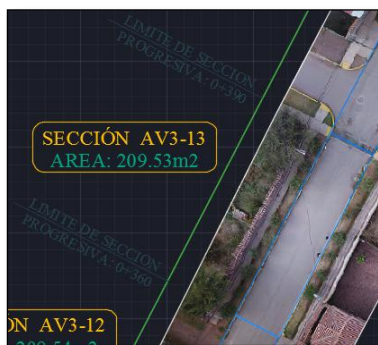 LIMITE DE SECCION
PROGRESIVA: 0+390
SECCIÓN AV3-13
AREA: 209.53m2
LIMITE DE SECCION
PROGRESIVA: 0+360
ON AV3-12